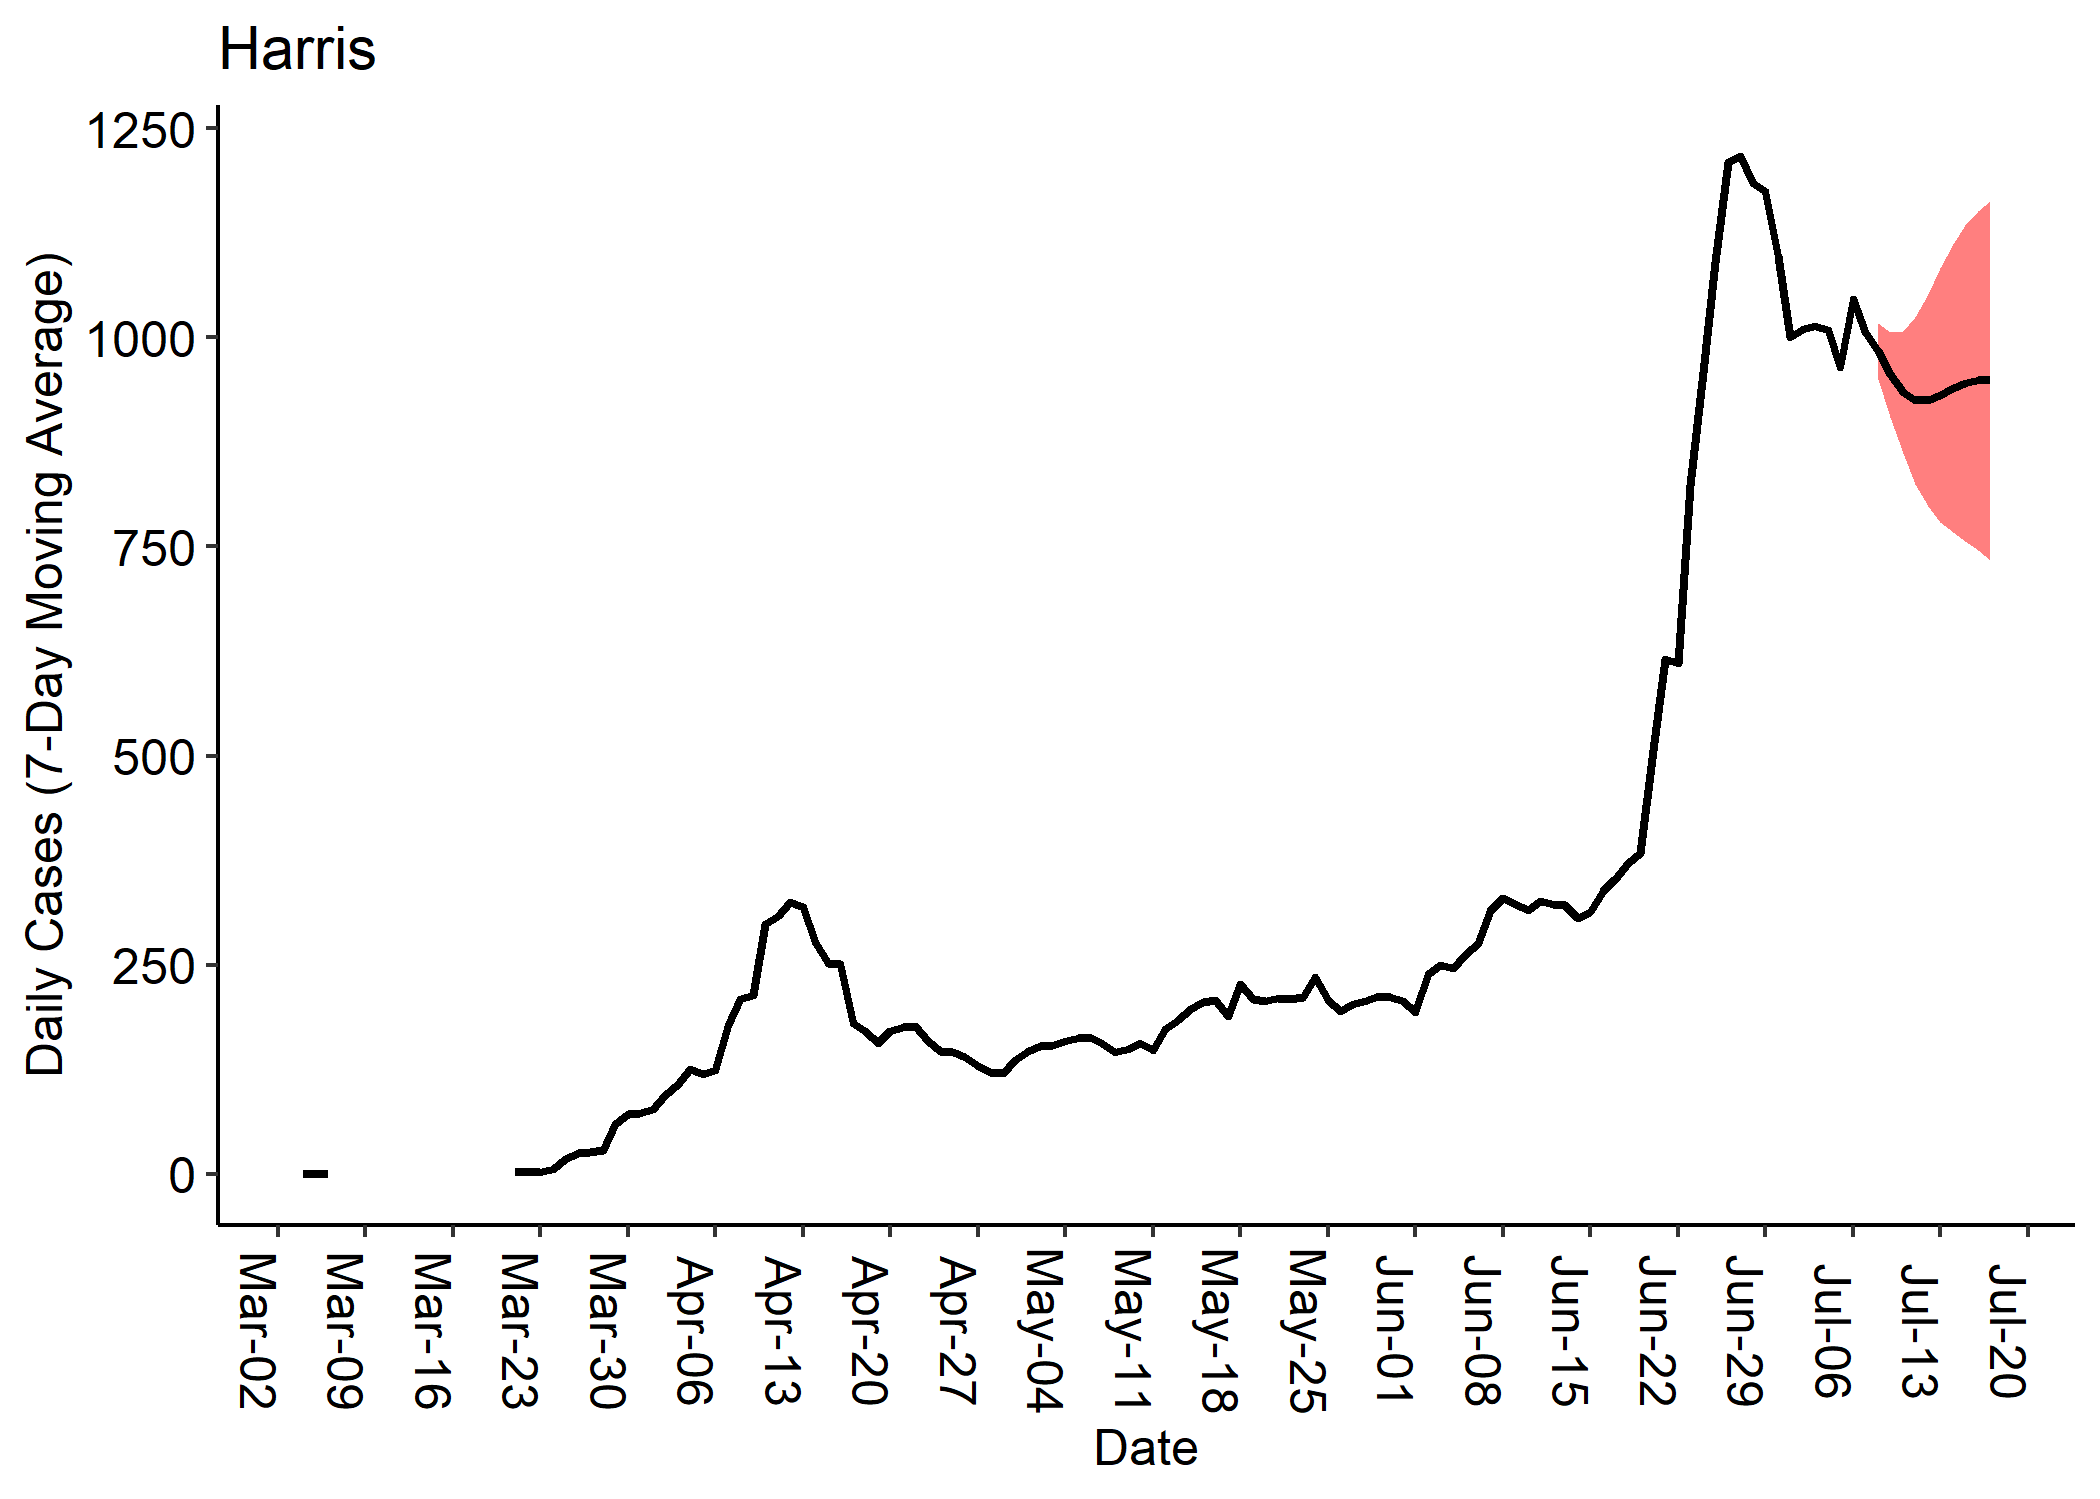 Harris
Daily Cases (7-Day Moving Average)
1250
1000
750
500
250
0
Mar-02
Mar-09
Mar-16
Mar-23
Mar-30
Apr-06
Apr-13
Apr-20
Apr-27
May-04
May-11
May-18
May-25
Jun-01
Jun-08
Jun-15
Jun-22
Jun-29
Jul-06
Jul-13
Jul-20
Date